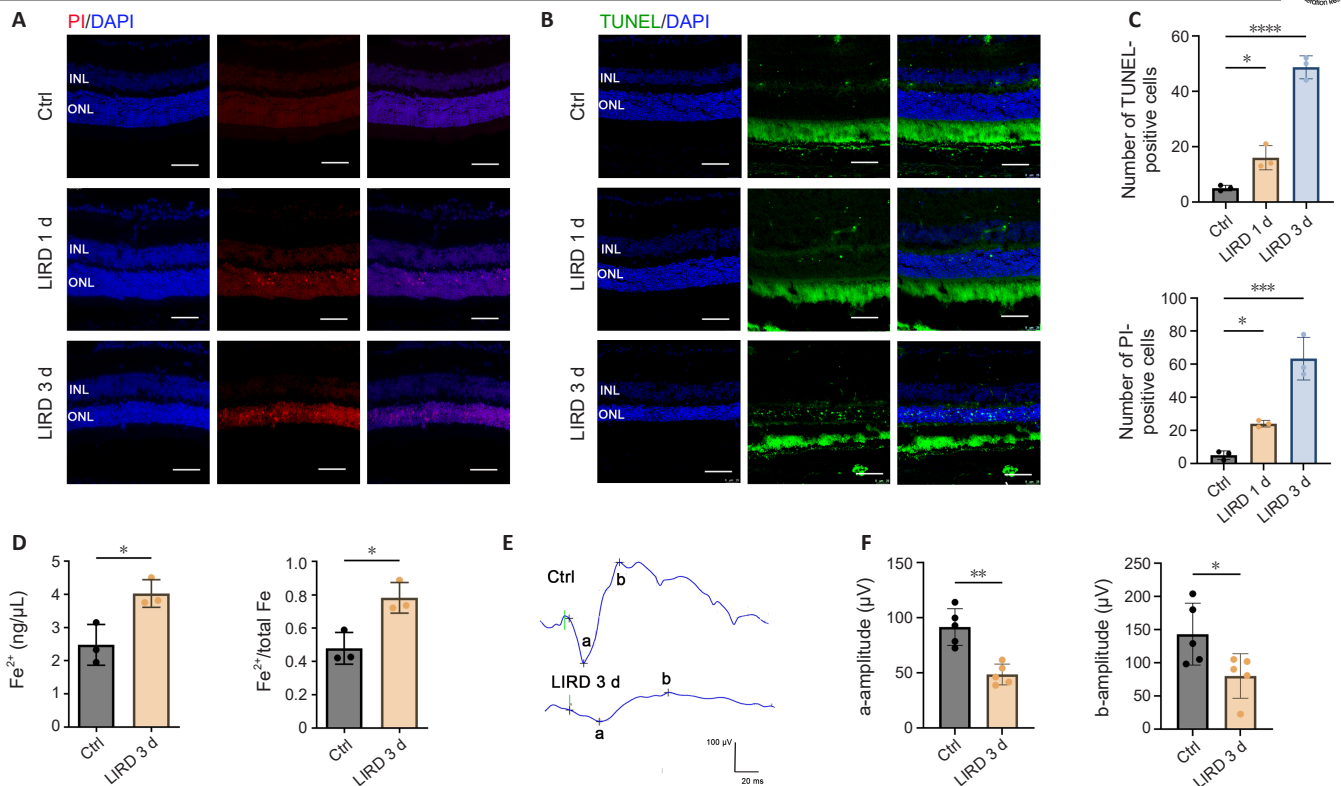 A
PI/DAPI
B
TUNEL/DAPI
C
Ctrl
INL
ONL
LIRD 1 d
INL
ONL
LIRD 3 d
INL
ONL
INL
ONL
INL
ONL
INL
ONL
Ctrl
LIRD 1 d
LIRD 3 d
Number of TUNEL-
positive cells
60
40
20
0
*
****
Ctrl
LIRD 1 d
LIRD 3 d
Number of PI-
positive cells
100
80
60
40
20
0
*
***
Ctrl
LIRD 1 d
LIRD 3 d
D
Fe²⁺ (ng/μL)
5
4
3
2
1
0
*
Ctrl
LIRD 3 d
Fe²⁺/total Fe
1.0
0.8
0.6
0.4
0.2
0
*
Ctrl
LIRD 3 d
E
Ctrl
b
a
LIRD 3 d
b
a
100 μV
20 ms
F
a-amplitude (μV)
150
100
50
0
**
Ctrl
LIRD 3 d
b-amplitude (μV)
250
200
150
100
50
0
*
Ctrl
LIRD 3 d